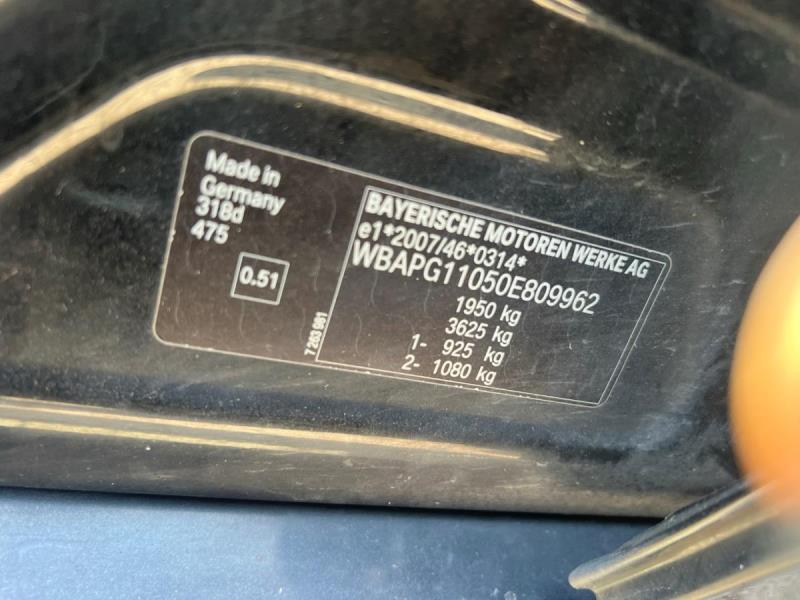 Made in
Germany
318d
475
0.51
7 263 961
BAYERISCHE MOTOREN WERKE AG
e1*2007/46*0314*
WBAPG11050E809962
1950 kg
3625 kg
1- 925 kg
2- 1080 kg